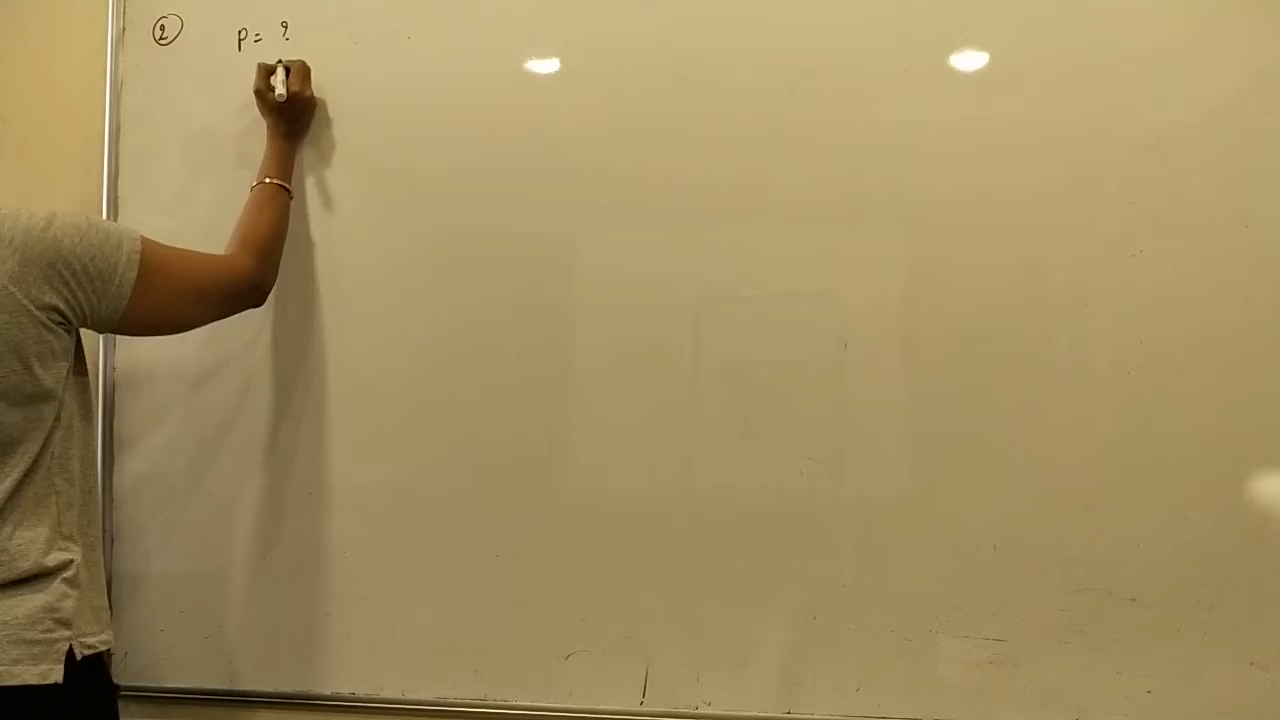 ② p = ?